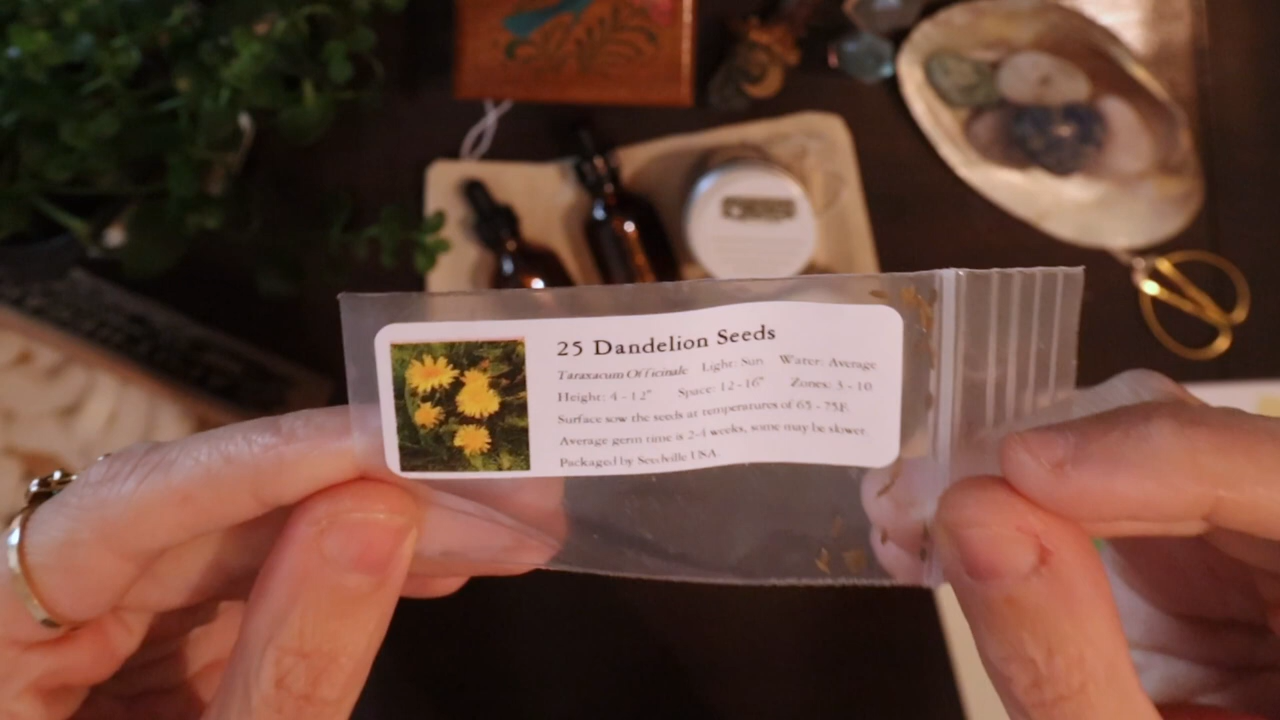 25 Dandelion Seeds
Taraxacum Officinale Light: Sun Water: Average
Height: 4 - 12" Space: 12 - 16" Zones: 3 - 10
Surface sow the seeds at temperatures of 65 - 75F.
Average germ time is 2-4 weeks, some may be slower.
Packaged by Seedville USA